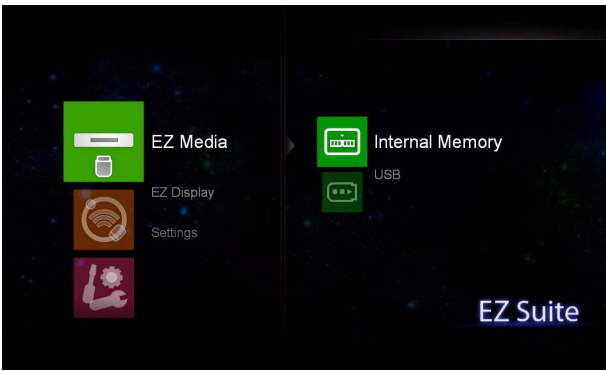 EZ Media
EZ Display
Settings
Internal Memory
USB
EZ Suite